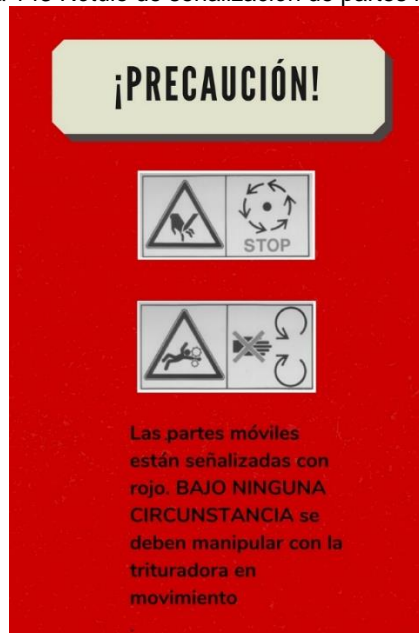 ¡PRECAUCIÓN!
STOP
Las partes móviles
están señalizadas con
rojo. BAJO NINGUNA
CIRCUNSTANCIA se
deben manipular con la
trituradora en
movimiento